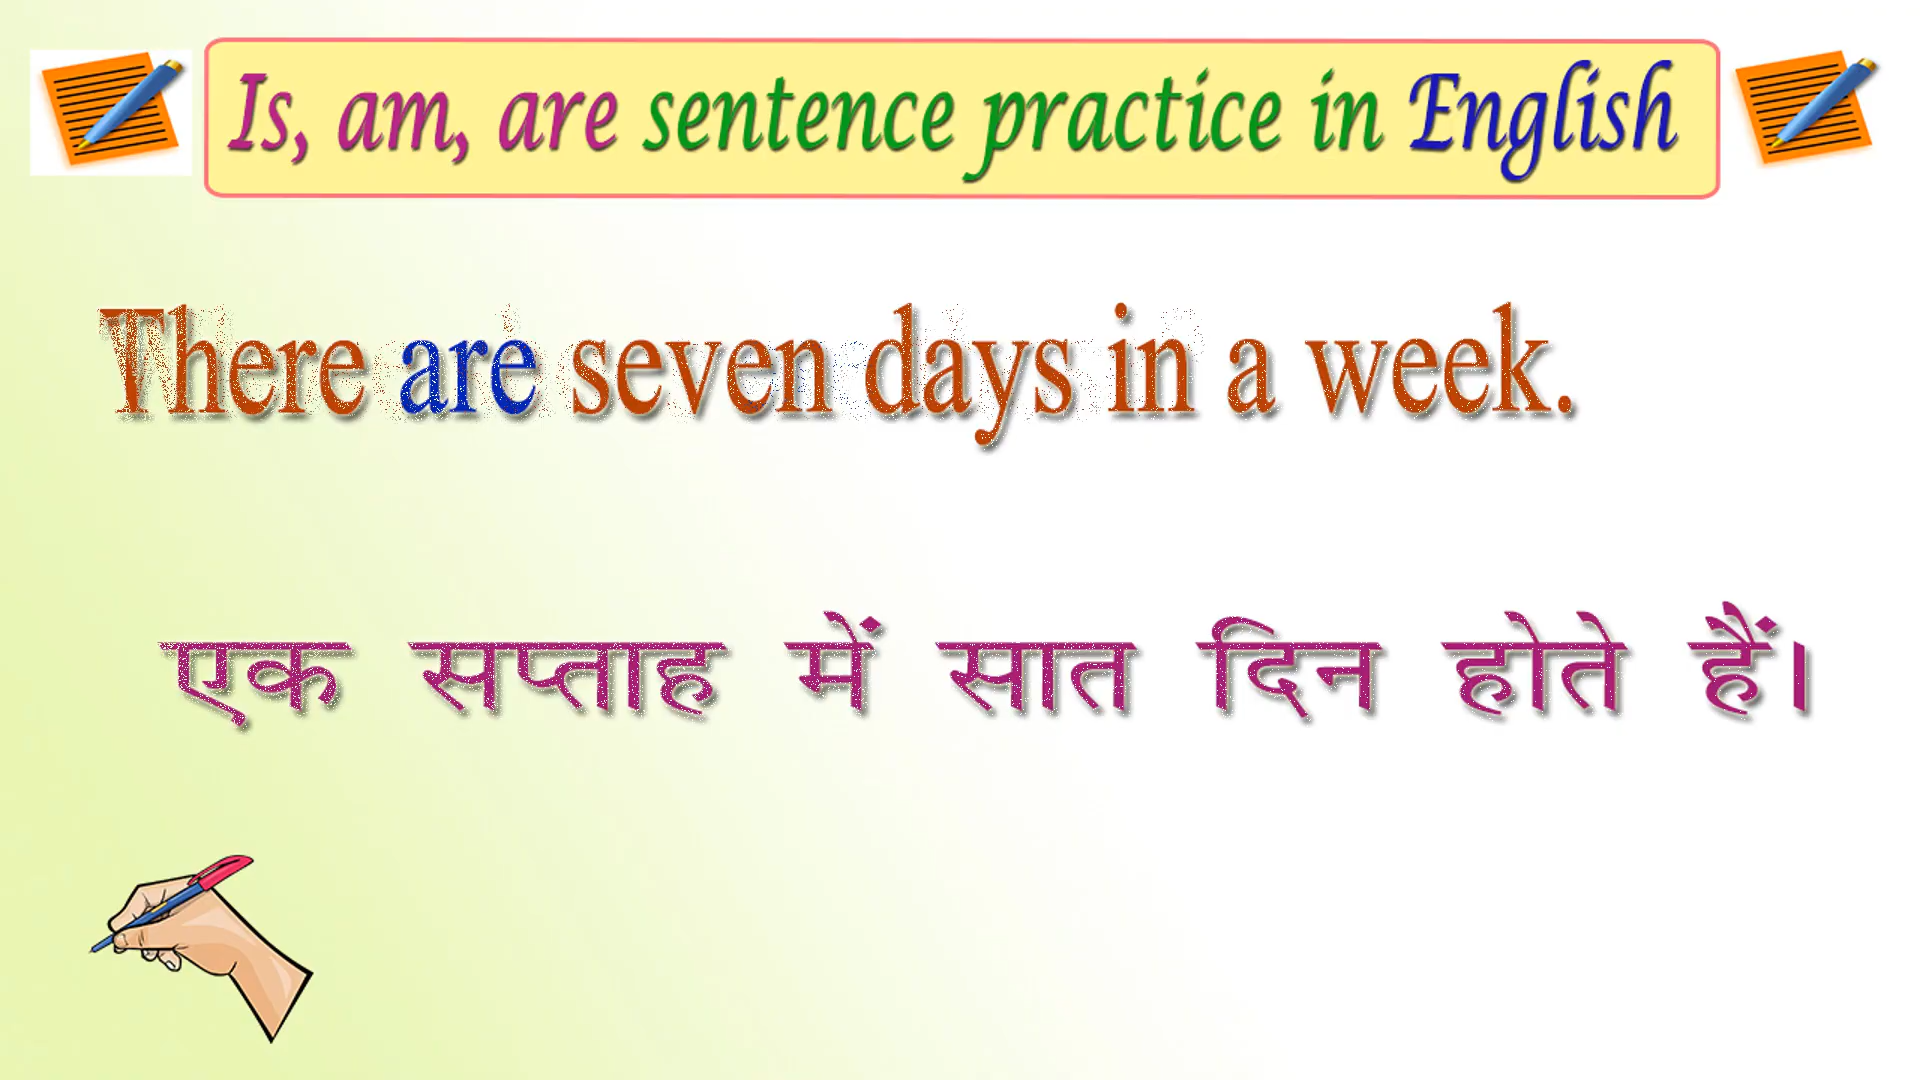 Is, am, are sentence practice in English
There are seven days in a week.
एक सप्ताह में सात दिन होते हैं।